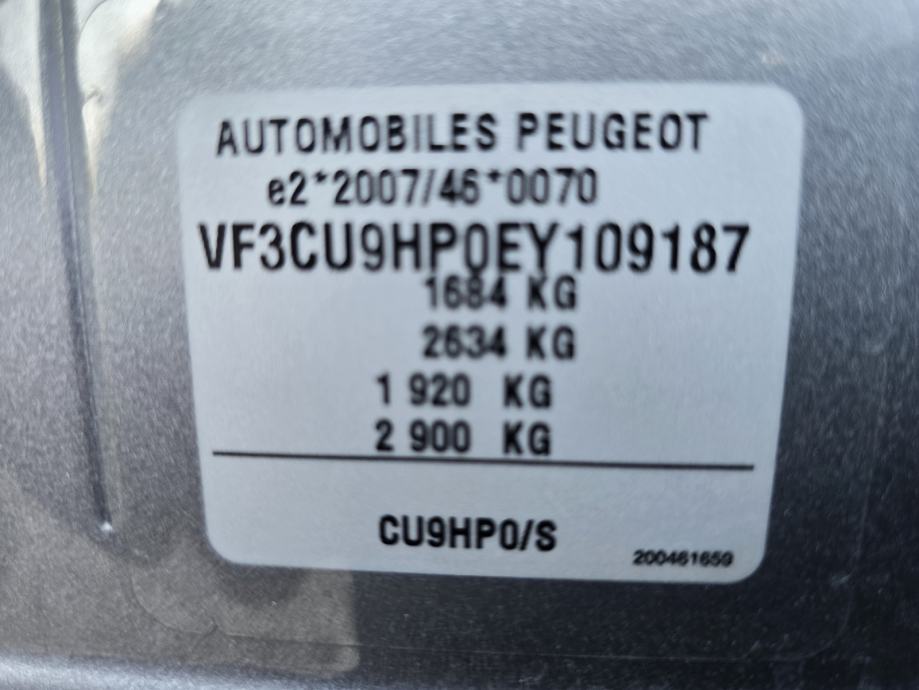 AUTOMOBILES PEUGEOT
e2*2007/46*0070
VF3CU9HP0EY109187
1684 KG
2634 KG
1 920 KG
2 900 KG
CU9HP0/S
200461659